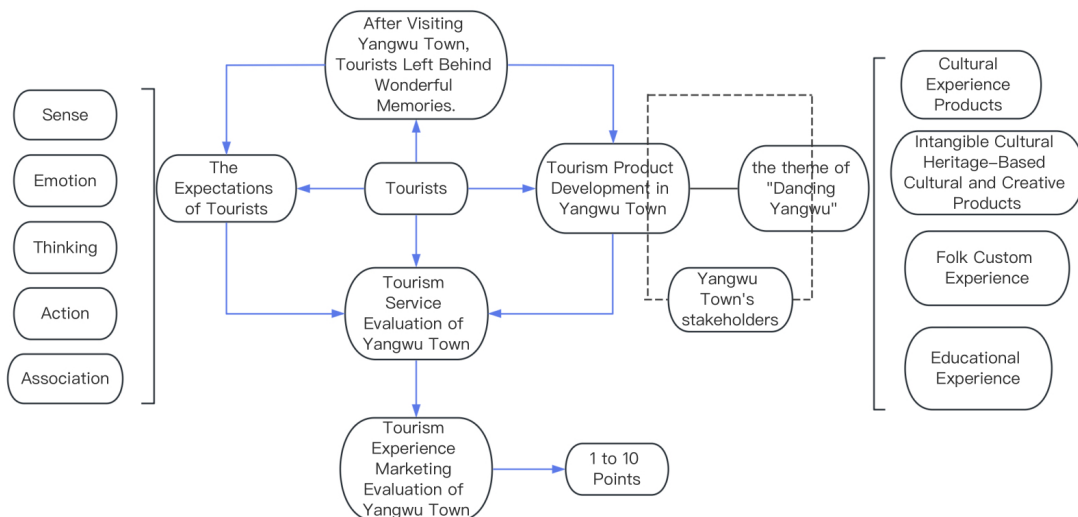 After Visiting
Yangwu Town,
Tourists Left Behind
Wonderful
Memories.
Sense
Emotion
Thinking
Action
Association
The
Expectations
of Tourists
Tourists
Tourism Product
Development in
Yangwu Town
the theme of
"Dancing
Yangwu"
Cultural
Experience
Products
Intangible Cultural
Heritage-Based
Cultural and Creative
Products
Folk Custom
Experience
Educational
Experience
Yangwu
Town's
stakeholders
Tourism
Service
Evaluation of
Yangwu Town
Tourism
Experience
Marketing
Evaluation of
Yangwu Town
1 to 10
Points